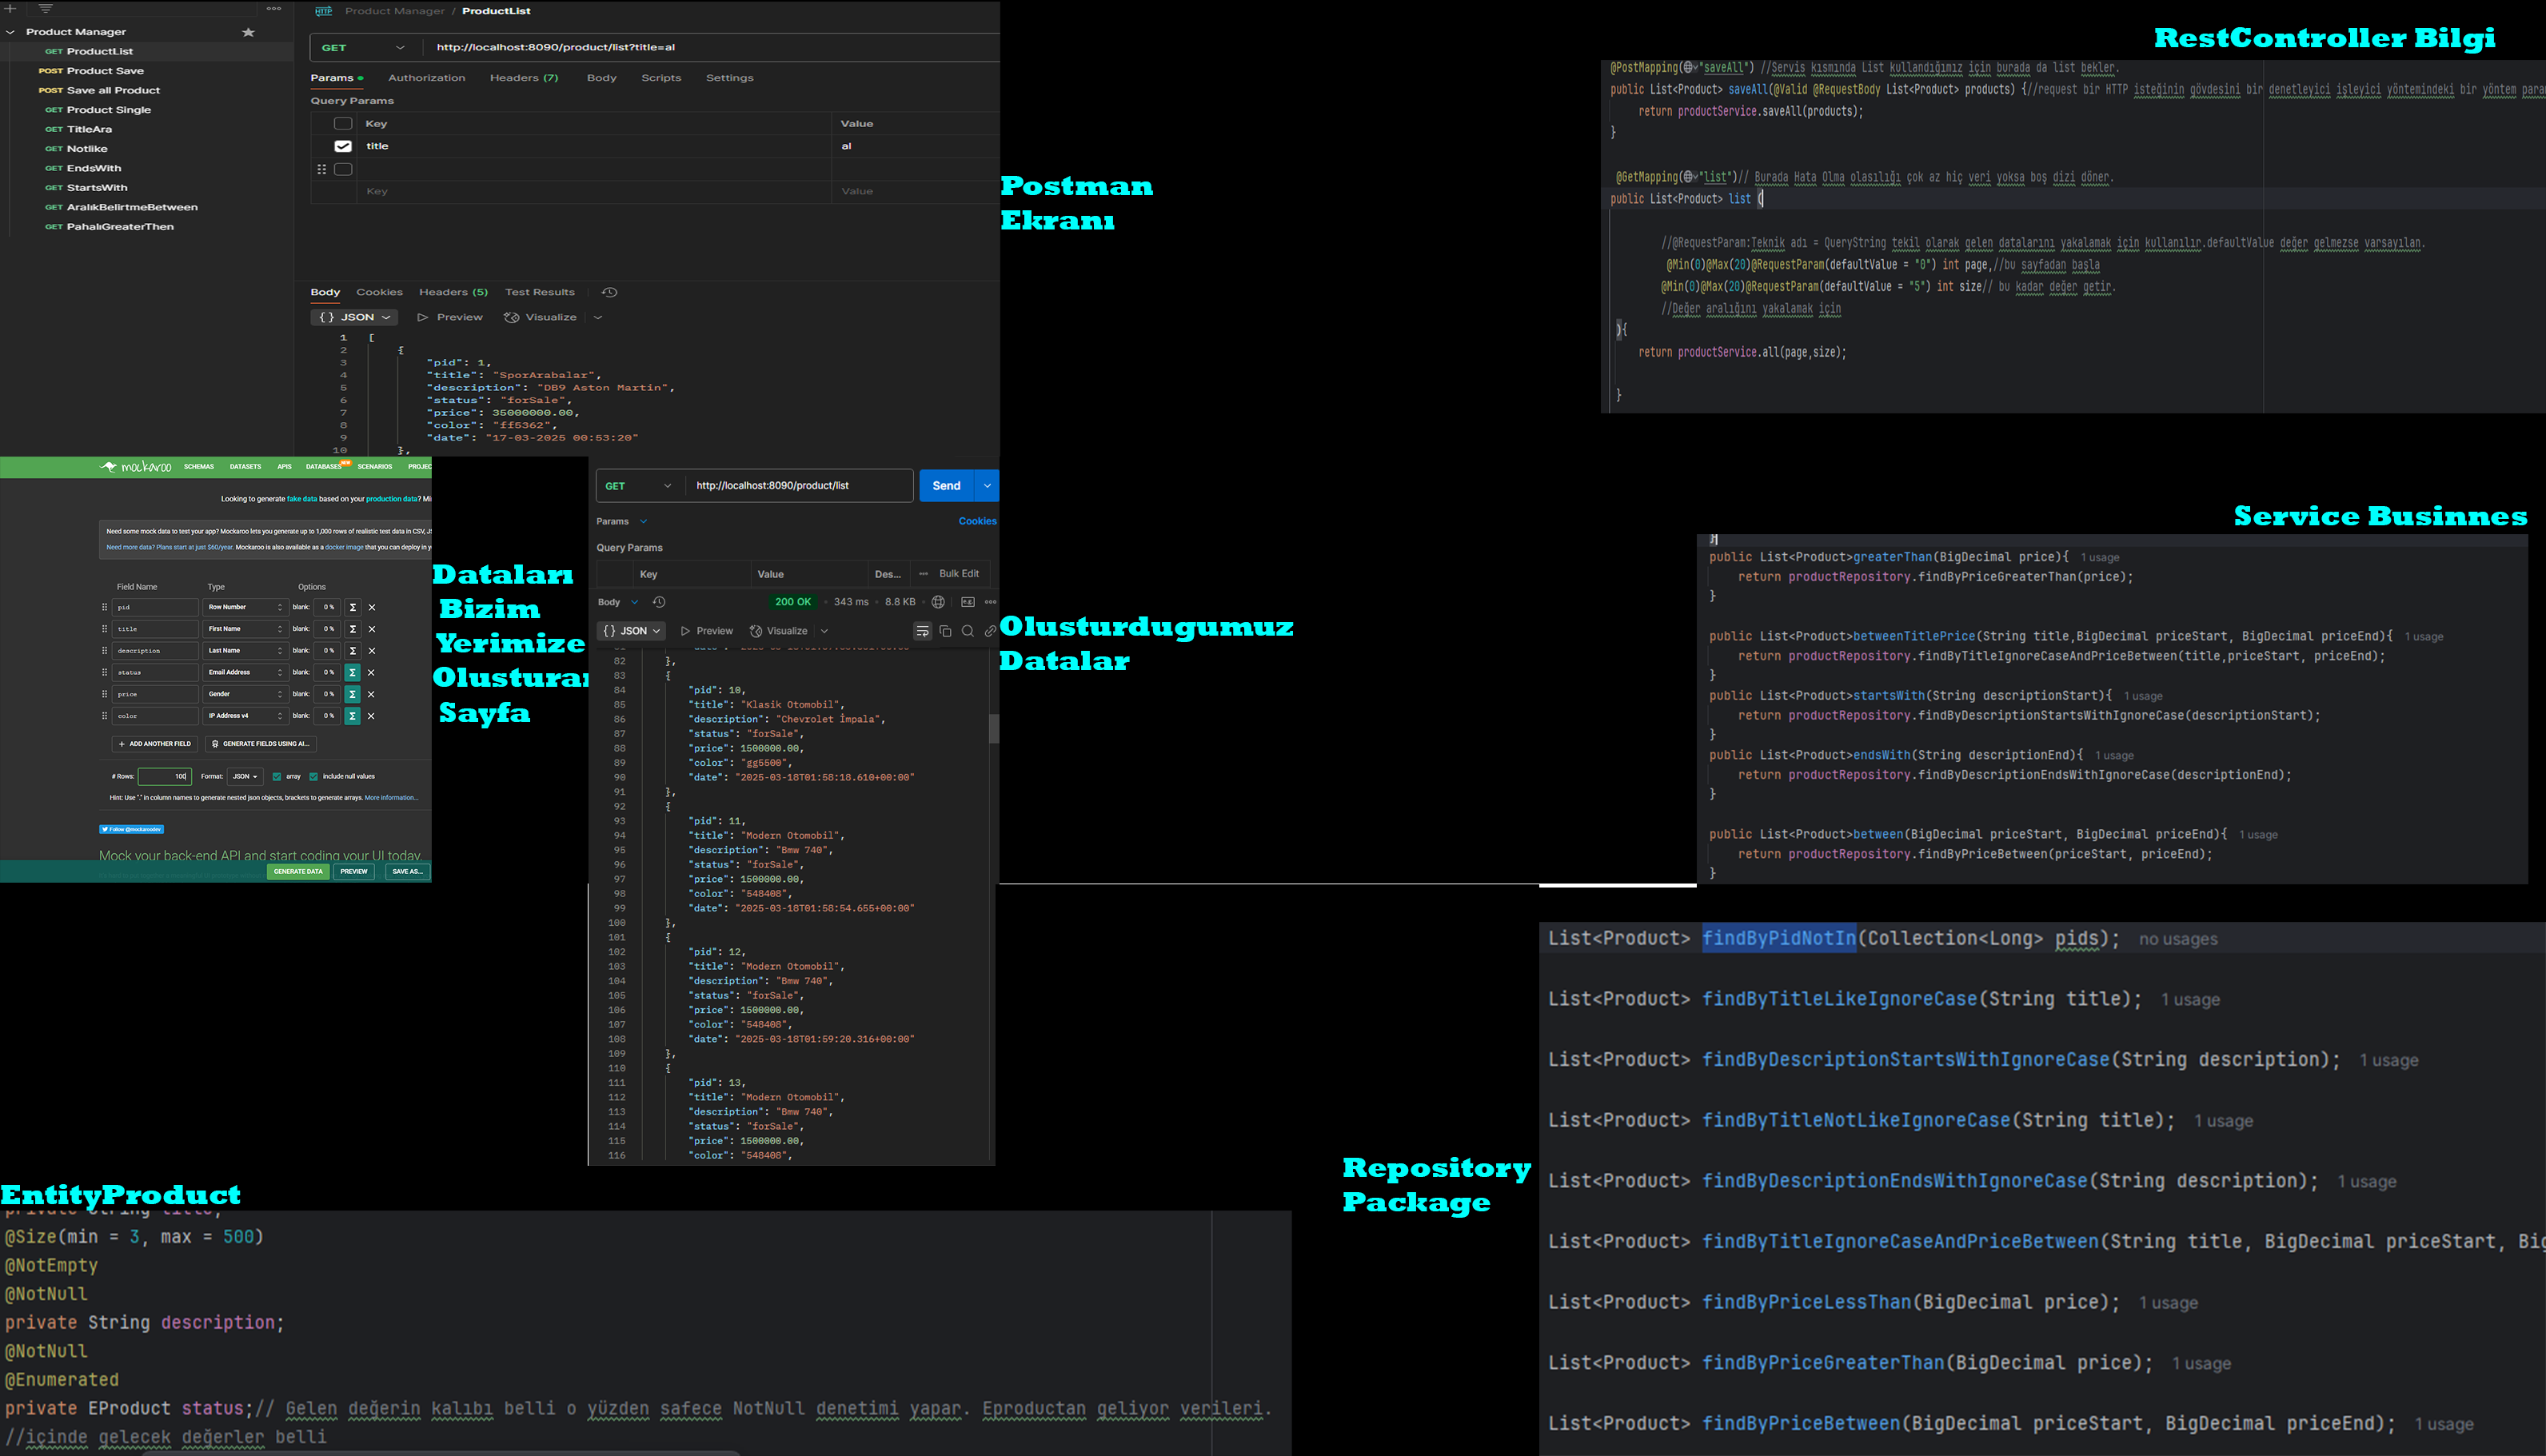 Product Manager
GET ProductList
POST Product Save
POST Save all Product
GET Product Single
GET TitleAra
GET Notlike
GET EndsWith
GET StartsWith
GET AralıkBelirtmeBetween
GET PahalıGreaterThen
HTTP Product Manager / ProductList
GET http://localhost:8090/product/list?title=al
Params Authorization Headers (7) Body Scripts Settings
Query Params
Key Value
title al
Key Value
Body Cookies Headers (5) Test Results
{ } JSON Preview Visualize
1 [
2 {
3 "pid": 1,
4 "title": "SporArabalar",
5 "description": "DB9 Aston Martin",
6 "status": "forSale",
7 "price": 35000000.00,
8 "color": "ff5362",
9 "date": "17-03-2025 00:53:20"
10 },
Postman
Ekranı
RestController Bilgi
@PostMapping("saveAll") //Servis kısmında List kullandığımız için burada da list bekler.
public List<Product> saveAll(@Valid @RequestBody List<Product> products) {//request bir HTTP isteğinin gövdesini bir denetleyici işleyici yöntemindeki bir yöntem para
return productService.saveAll(products);
}
@GetMapping("list")// Burada Hata Olma olasılığı çok az hiç veri yoksa boş dizi döner.
public List<Product> list (
//@RequestParam:Teknik adı = QueryString tekil olarak gelen datalarını yakalamak için kullanılır.defaultValue değer gelmezse varsayılan.
@Min(0)@Max(20)@RequestParam(defaultValue = "0") int page,//bu sayfadan başla
@Min(0)@Max(20)@RequestParam(defaultValue = "5") int size// bu kadar değer getir.
//Değer aralığını yakalamak için
){
return productService.all(page,size);
}
mockaroo SCHEMAS DATASETS APIS DATABASES NEW SCENARIOS PROJEC
Looking to generate fake data based on your production data? Mi
Need some mock data to test your app? Mockaroo lets you generate up to 1,000 rows of realistic test data in CSV, JS
Need more data? Plans start at just $60/year. Mockaroo is also available as a docker image that you can deploy in y
Field Name Type Options
pid Row Number blank: 0 % Σ ×
title First Name blank: 0 % Σ ×
description Last Name blank: 0 % Σ ×
status Email Address blank: 0 % Σ ×
price Gender blank: 0 % Σ ×
color IP Address v4 blank: 0 % Σ ×
+ ADD ANOTHER FIELD GENERATE FIELDS USING AI...
# Rows: 100 Format: JSON array include null values
Hint: Use "." in column names to generate nested json objects, brackets to generate arrays. More information...
Follow @mockaroodev
Mock your back-end API and start coding your UI today.
GENERATE DATA PREVIEW SAVE AS...
Dataları
Bizim
Yerimize
Olusturan
Sayfa
GET http://localhost:8090/product/list Send
Params Cookies
Query Params
Key Value Des... Bulk Edit
Body 200 OK 343 ms 8.8 KB
{ } JSON Preview Visualize
82 },
83 {
84 "pid": 10,
85 "title": "Klasik Otomobil",
86 "description": "Chevrolet İmpala",
87 "status": "forSale",
88 "price": 1500000.00,
89 "color": "gg5500",
90 "date": "2025-03-18T01:58:18.610+00:00"
91 },
92 {
93 "pid": 11,
94 "title": "Modern Otomobil",
95 "description": "Bmw 740",
96 "status": "forSale",
97 "price": 1500000.00,
98 "color": "548408",
99 "date": "2025-03-18T01:58:54.655+00:00"
100 },
101 {
102 "pid": 12,
103 "title": "Modern Otomobil",
104 "description": "Bmw 740",
105 "status": "forSale",
106 "price": 1500000.00,
107 "color": "548408",
108 "date": "2025-03-18T01:59:20.316+00:00"
109 },
110 {
111 "pid": 13,
112 "title": "Modern Otomobil",
113 "description": "Bmw 740",
114 "status": "forSale",
115 "price": 1500000.00,
116 "color": "548408",
Olusturdugumuz
Datalar
Service Businnes
}
public List<Product>greaterThan(BigDecimal price){ 1 usage
return productRepository.findByPriceGreaterThan(price);
}
public List<Product>betweenTitlePrice(String title,BigDecimal priceStart, BigDecimal priceEnd){ 1 usage
return productRepository.findByTitleIgnoreCaseAndPriceBetween(title,priceStart, priceEnd);
}
public List<Product>startsWith(String descriptionStart){ 1 usage
return productRepository.findByDescriptionStartsWithIgnoreCase(descriptionStart);
}
public List<Product>endsWith(String descriptionEnd){ 1 usage
return productRepository.findByDescriptionEndsWithIgnoreCase(descriptionEnd);
}
public List<Product>between(BigDecimal priceStart, BigDecimal priceEnd){ 1 usage
return productRepository.findByPriceBetween(priceStart, priceEnd);
}
EntityProduct
private String title;
@Size(min = 3, max = 500)
@NotEmpty
@NotNull
private String description;
@NotNull
@Enumerated
private EProduct status;// Gelen değerin kalıbı belli o yüzden safece NotNull denetimi yapar. Eproductan geliyor verileri.
//içinde gelecek değerler belli
Repository
Package
List<Product> findByPidNotIn(Collection<Long> pids); no usages
List<Product> findByTitleLikeIgnoreCase(String title); 1 usage
List<Product> findByDescriptionStartsWithIgnoreCase(String description); 1 usage
List<Product> findByTitleNotLikeIgnoreCase(String title); 1 usage
List<Product> findByDescriptionEndsWithIgnoreCase(String description); 1 usage
List<Product> findByTitleIgnoreCaseAndPriceBetween(String title, BigDecimal priceStart, Big
List<Product> findByPriceLessThan(BigDecimal price); 1 usage
List<Product> findByPriceGreaterThan(BigDecimal price); 1 usage
List<Product> findByPriceBetween(BigDecimal priceStart, BigDecimal priceEnd); 1 usage